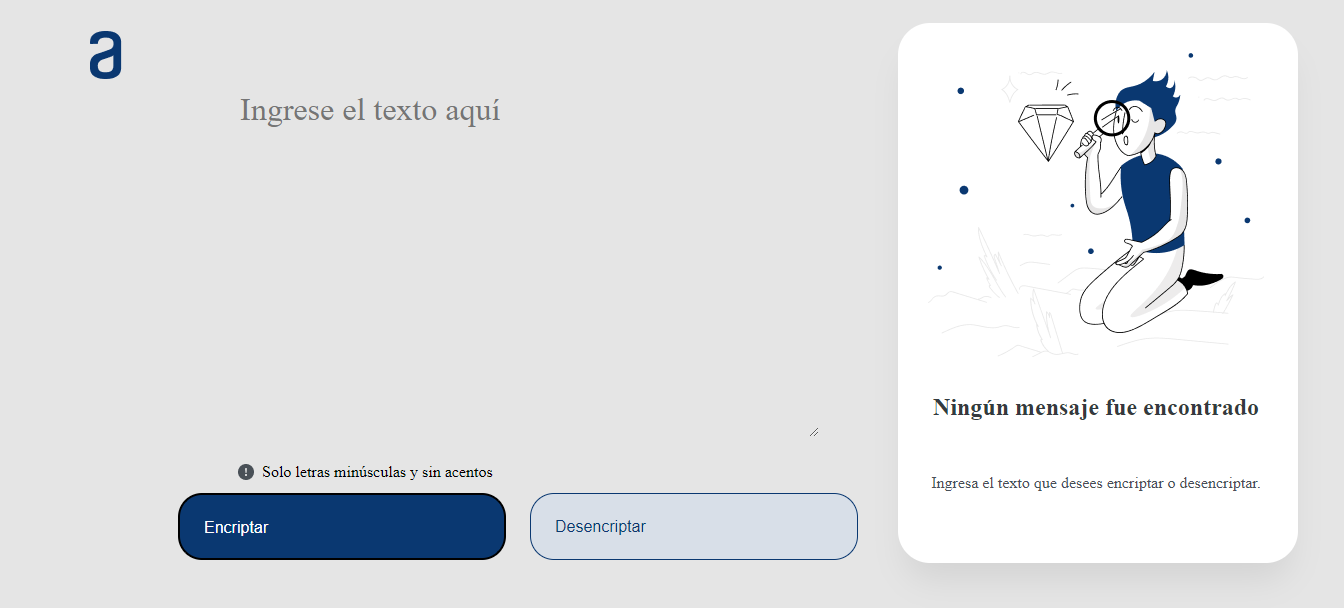 a
Ingrese el texto aquí
Solo letras minúsculas y sin acentos
Encriptar
Desencriptar
Ningún mensaje fue encontrado
Ingresa el texto que desees encriptar o desencriptar.